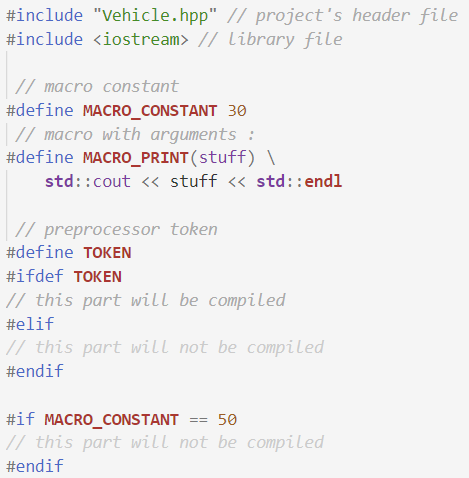 #include "Vehicle.hpp" // project's header file
#include <iostream> // library file
// macro constant
#define MACRO_CONSTANT 30
// macro with arguments :
#define MACRO_PRINT(stuff) \
std::cout << stuff << std::endl
// preprocessor token
#define TOKEN
#ifdef TOKEN
// this part will be compiled
#elif
// this part will not be compiled
#endif
#if MACRO_CONSTANT == 50
// this part will not be compiled
#endif